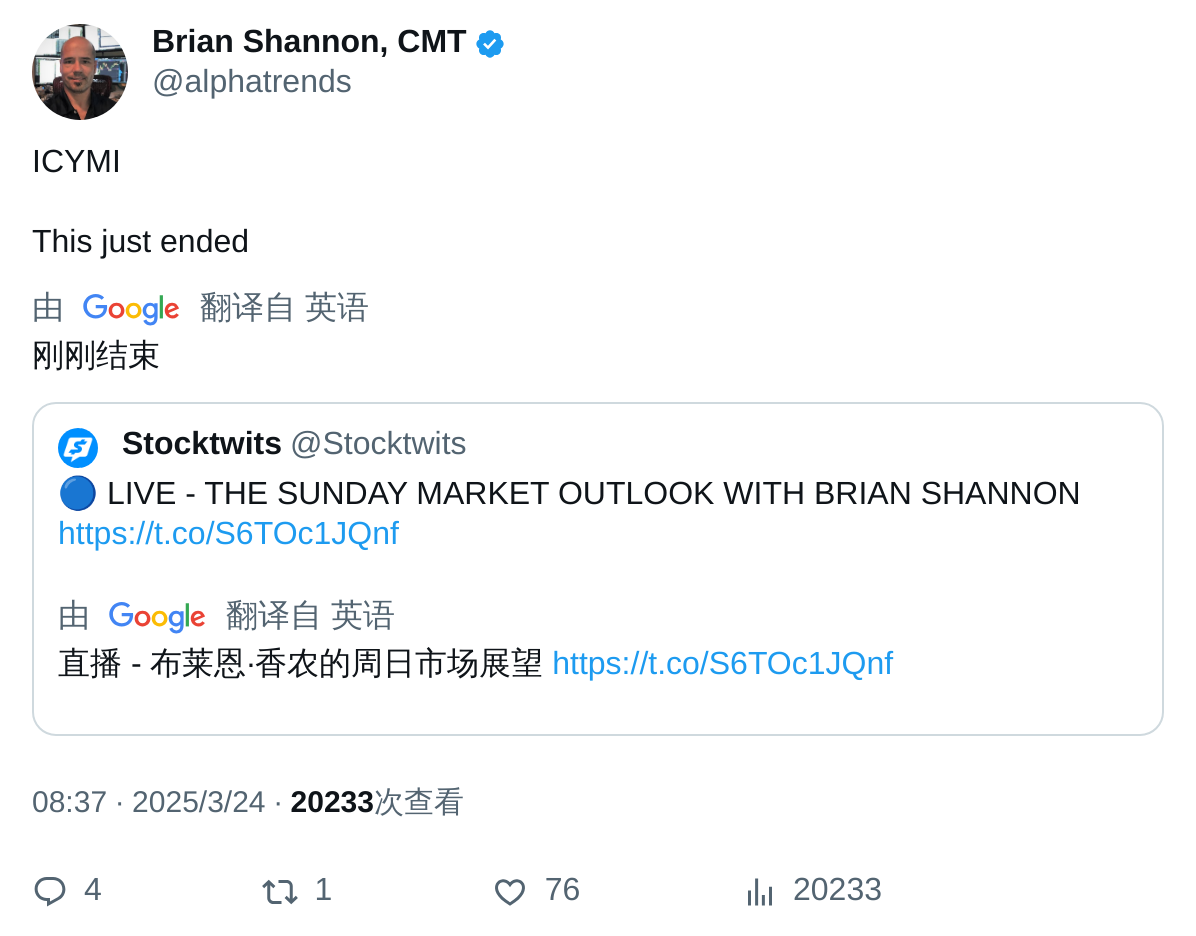 Brian Shannon, CMT
@alphatrends
ICYMI
This just ended
由 Google 翻译自 英语
刚刚结束
Stocktwits @Stocktwits
🔵 LIVE - THE SUNDAY MARKET OUTLOOK WITH BRIAN SHANNON
https://t.co/S6TOc1JQnf
由 Google 翻译自 英语
直播 - 布莱恩·香农的周日市场展望 https://t.co/S6TOc1JQnf
08:37 · 2025/3/24 · 20233次查看
4 1 76 20233